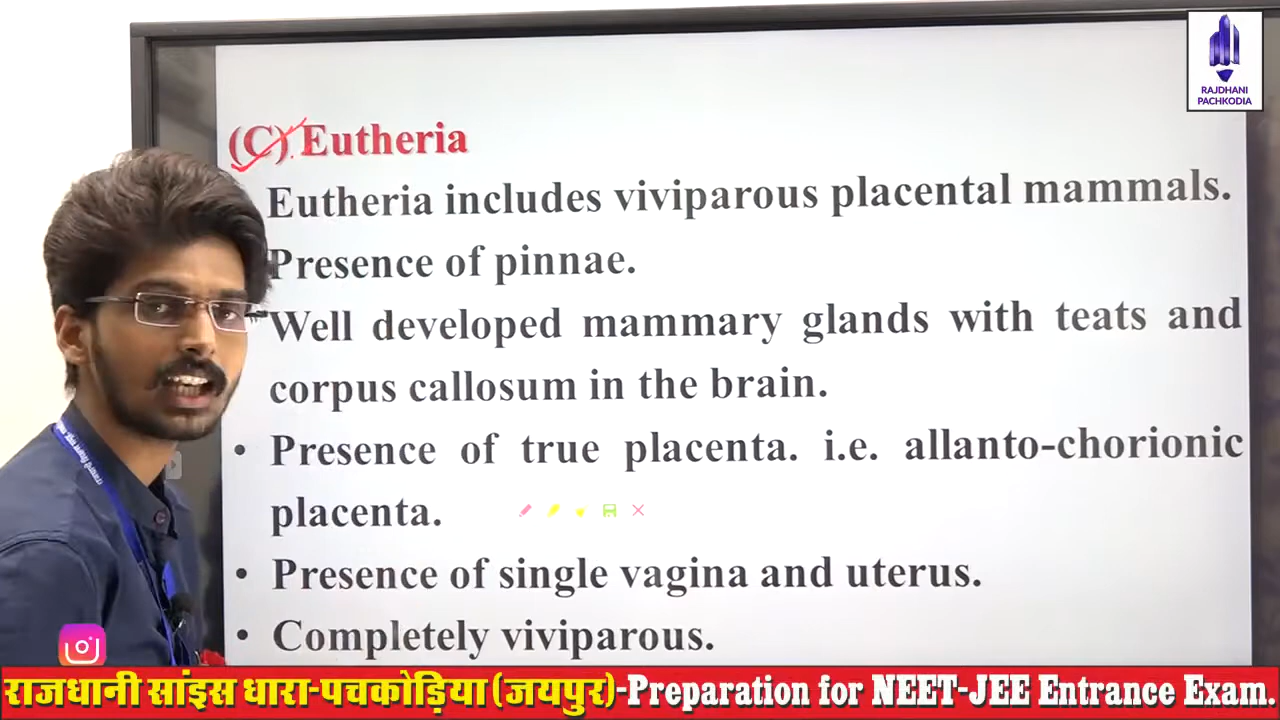 RAJDHANI
PACHKODIA
(C) Eutheria
Eutheria includes viviparous placental mammals.
Presence of pinnae.
Well developed mammary glands with teats and
corpus callosum in the brain.
• Presence of true placenta. i.e. allanto-chorionic
placenta.
• Presence of single vagina and uterus.
• Completely viviparous.
राजधानी सांइस धारा-पचकोड़िया (जयपुर)-Preparation for NEET-JEE Entrance Exam.